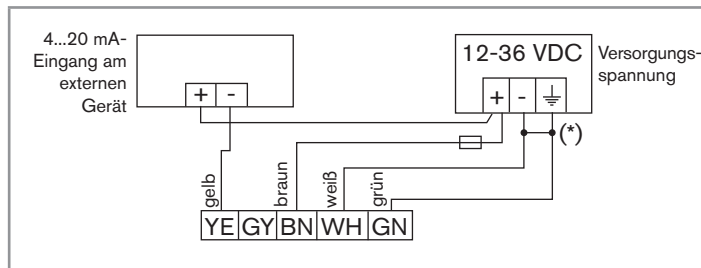 4...20 mA-
Eingang am
externen
Gerät
+ -
12-36 VDC
+ -
Versorgungs-
spannung
(*)
gelb
braun
weiß
grün
YE GY BN WH GN